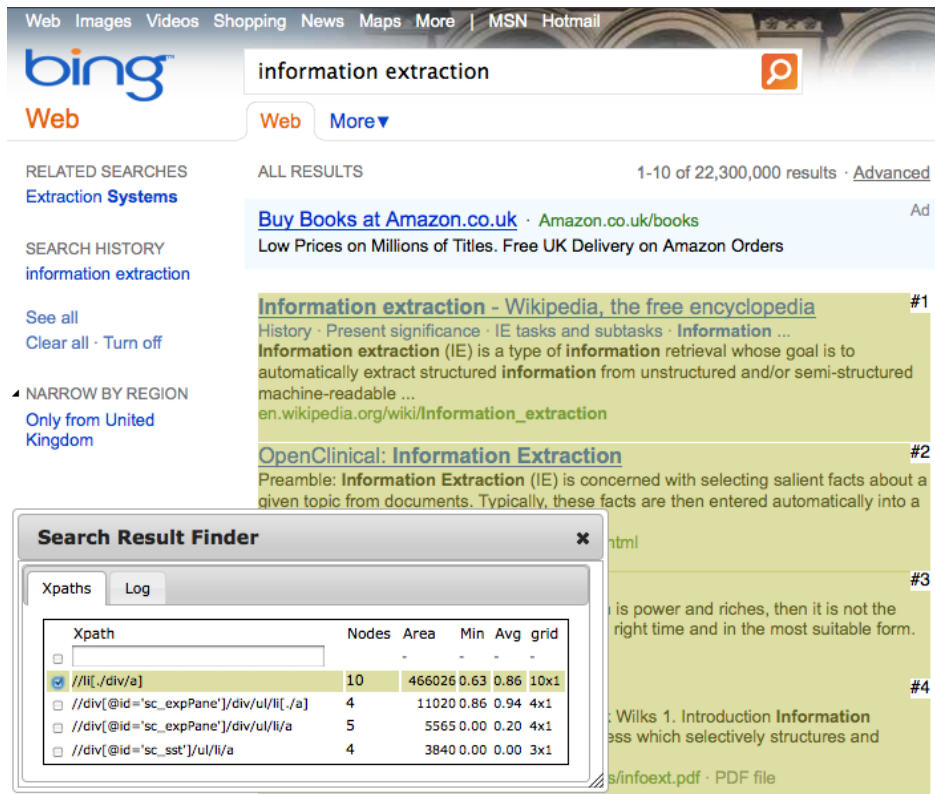 Web Images Videos Shopping News Maps More | MSN Hotmail
bing™
information extraction
Web
Web More▼
RELATED SEARCHES
Extraction Systems
SEARCH HISTORY
information extraction
See all
Clear all · Turn off
NARROW BY REGION
Only from United
Kingdom
ALL RESULTS 1-10 of 22,300,000 results · Advanced
Buy Books at Amazon.co.uk · Amazon.co.uk/books Ad
Low Prices on Millions of Titles. Free UK Delivery on Amazon Orders
Information extraction - Wikipedia, the free encyclopedia #1
History · Present significance · IE tasks and subtasks · Information ...
Information extraction (IE) is a type of information retrieval whose goal is to
automatically extract structured information from unstructured and/or semi-structured
machine-readable ...
en.wikipedia.org/wiki/Information_extraction
OpenClinical: Information Extraction #2
Preamble: Information Extraction (IE) is concerned with selecting salient facts about a
given topic from documents. Typically, these facts are then entered automatically into a
html
#3
is power and riches, then it is not the
right time and in the most suitable form.
#4
Wilks 1. Introduction Information
ess which selectively structures and
s/infoext.pdf · PDF file
Search Result Finder ×
Xpaths Log
Xpath Nodes Area Min Avg grid
- - - -
//li[./div/a] 10 466026 0.63 0.86 10x1
//div[@id='sc_expPane']/div/ul/li[./a] 4 11020 0.86 0.94 4x1
//div[@id='sc_expPane']/div/ul/li/a 5 5565 0.00 0.20 4x1
//div[@id='sc_sst']/ul/li/a 4 3840 0.00 0.00 3x1